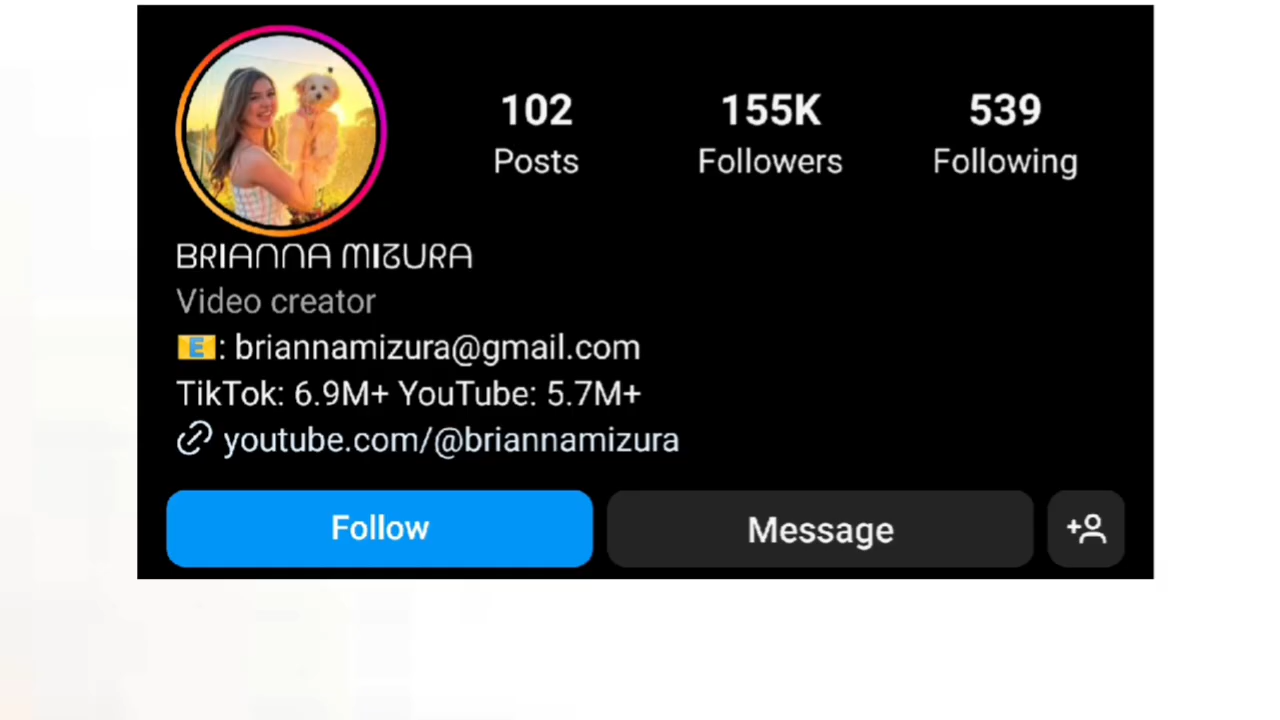 102 155K 539
Posts Followers Following
BRIANNA MIZURA
Video creator
📧: briannamizura@gmail.com
TikTok: 6.9M+ YouTube: 5.7M+
youtube.com/@briannamizura
Follow Message